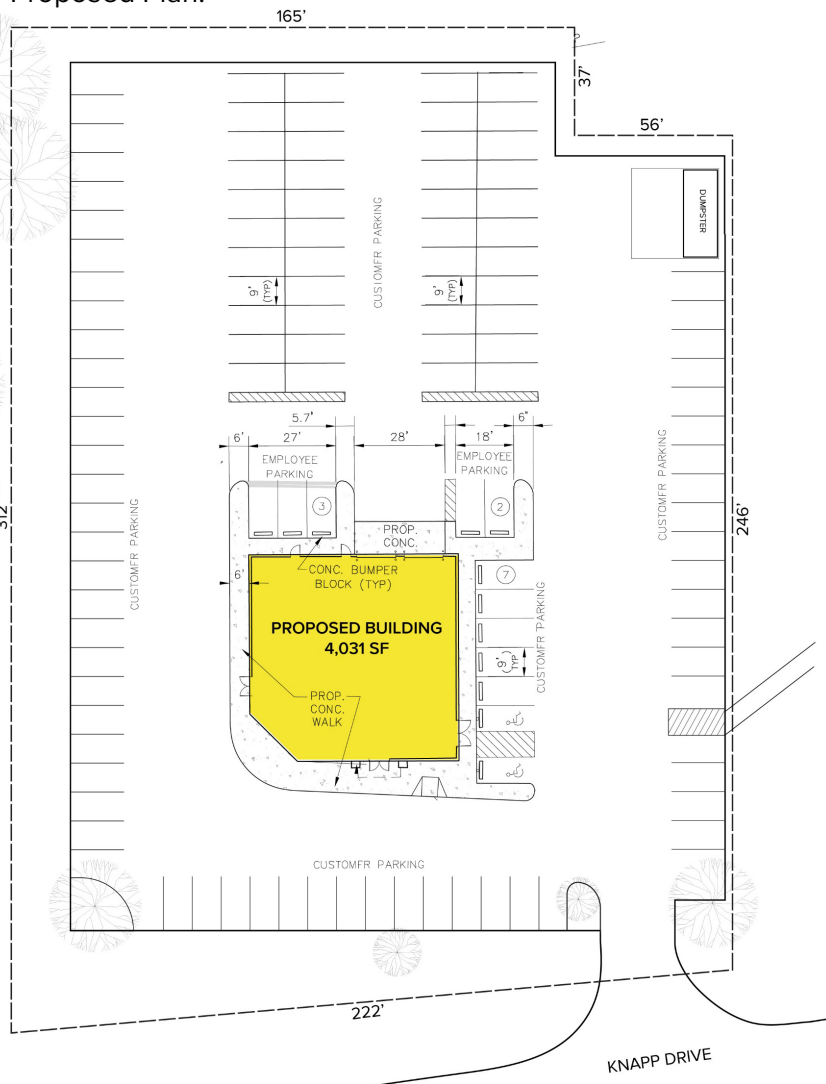 Proposed Plan:
165'
37'
56'
DUMPSTER
CUSTOMFR PARKING
9'
(TYP)
9'
(TYP)
5.7'
6"
6'
27'
28'
18'
EMPLOYEE
PARKING
EMPLOYEE
PARKING
3
2
CUSTOMFR PARKING
246'
312'
PROP.
CONC.
CONC. BUMPER
BLOCK (TYP)
6'
7
CUSTOMFR PARKING
CUSTOMFR PARKING
PROPOSED BUILDING
4,031 SF
(9')
TYP
PROP.
CONC.
WALK
CUSTOMFR PARKING
222'
KNAPP DRIVE